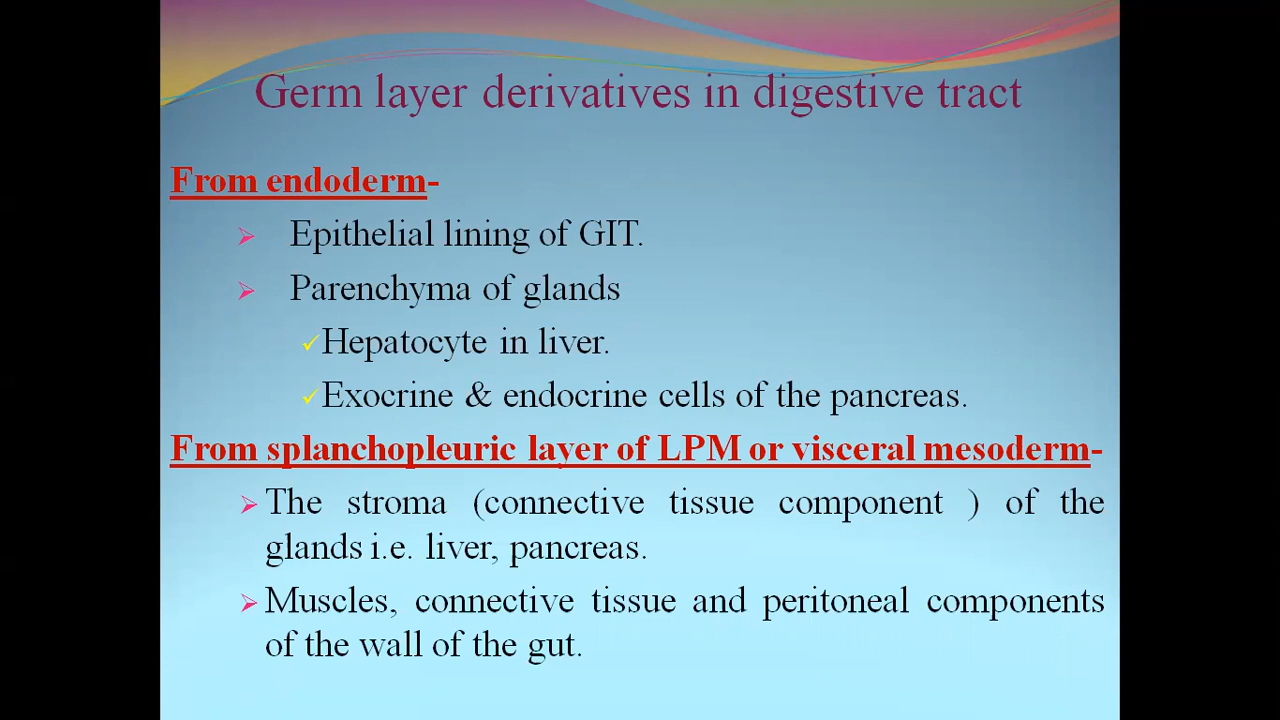 Germ layer derivatives in digestive tract
From endoderm-
Epithelial lining of GIT.
Parenchyma of glands
Hepatocyte in liver.
Exocrine & endocrine cells of the pancreas.
From splanchopleuric layer of LPM or visceral mesoderm-
The stroma (connective tissue component ) of the
glands i.e. liver, pancreas.
Muscles, connective tissue and peritoneal components
of the wall of the gut.